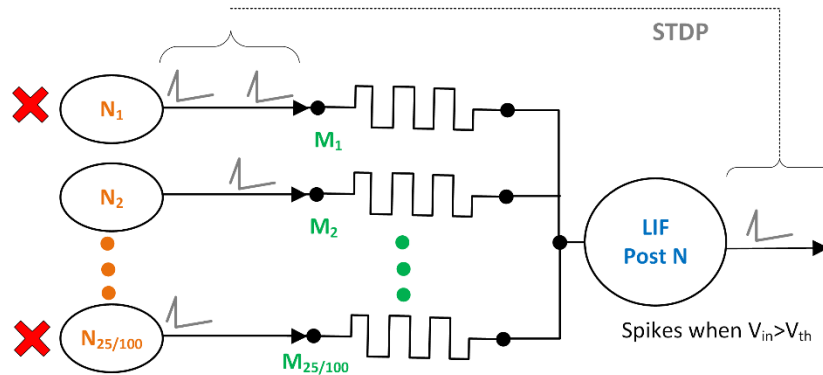 STDP
N1
M1
N2
M2
LIF
Post N
N25/100
M25/100
Spikes when Vin>Vth